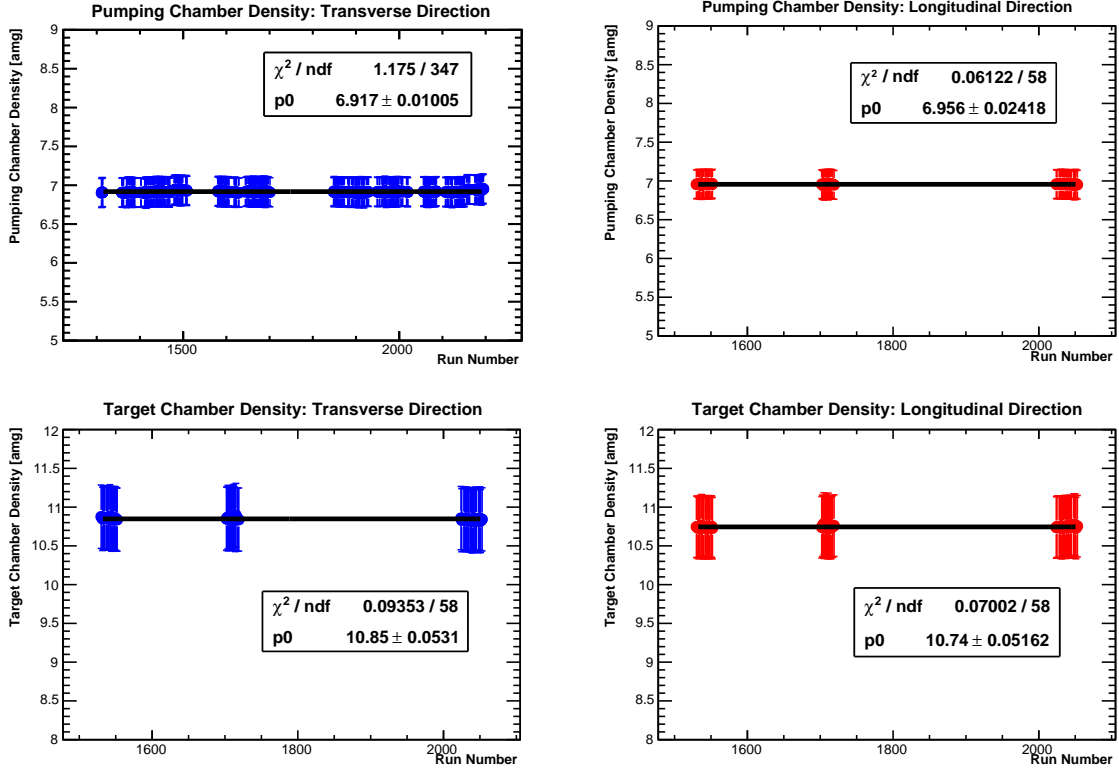 Pumping Chamber Density: Transverse Direction
Pumping Chamber Density [amg]
9
8.5
8
7.5
7
6.5
6
5.5
5
χ² / ndf 1.175 / 347
p0 6.917 ± 0.01005
1500 2000
Run Number
Pumping Chamber Density: Longitudinal Direction
Pumping Chamber Density [amg]
9
8.5
8
7.5
7
6.5
6
5.5
5
χ² / ndf 0.06122 / 58
p0 6.956 ± 0.02418
1600 1800 2000
Run Number
Target Chamber Density: Transverse Direction
Target Chamber Density [amg]
12
11.5
11
10.5
10
9.5
9
8.5
8
χ² / ndf 0.09353 / 58
p0 10.85 ± 0.0531
1600 1800 2000
Run Number
Target Chamber Density: Longitudinal Direction
Target Chamber Density [amg]
12
11.5
11
10.5
10
9.5
9
8.5
8
χ² / ndf 0.07002 / 58
p0 10.74 ± 0.05162
1600 1800 2000
Run Number